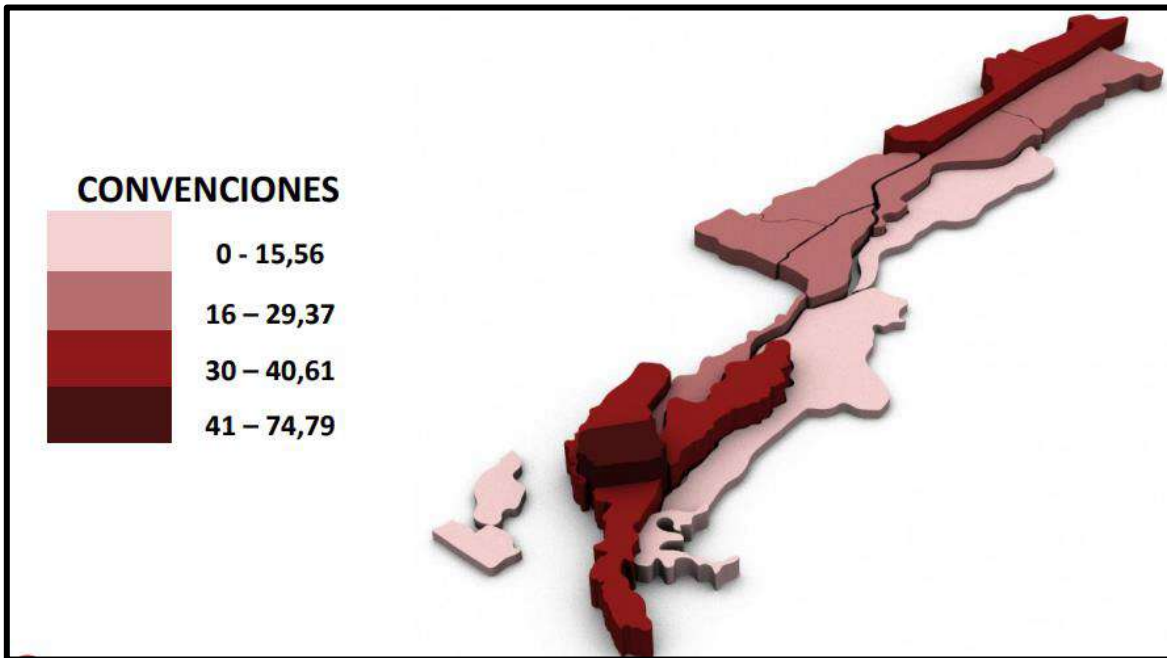 CONVENCIONES
0 - 15,56
16 – 29,37
30 – 40,61
41 – 74,79